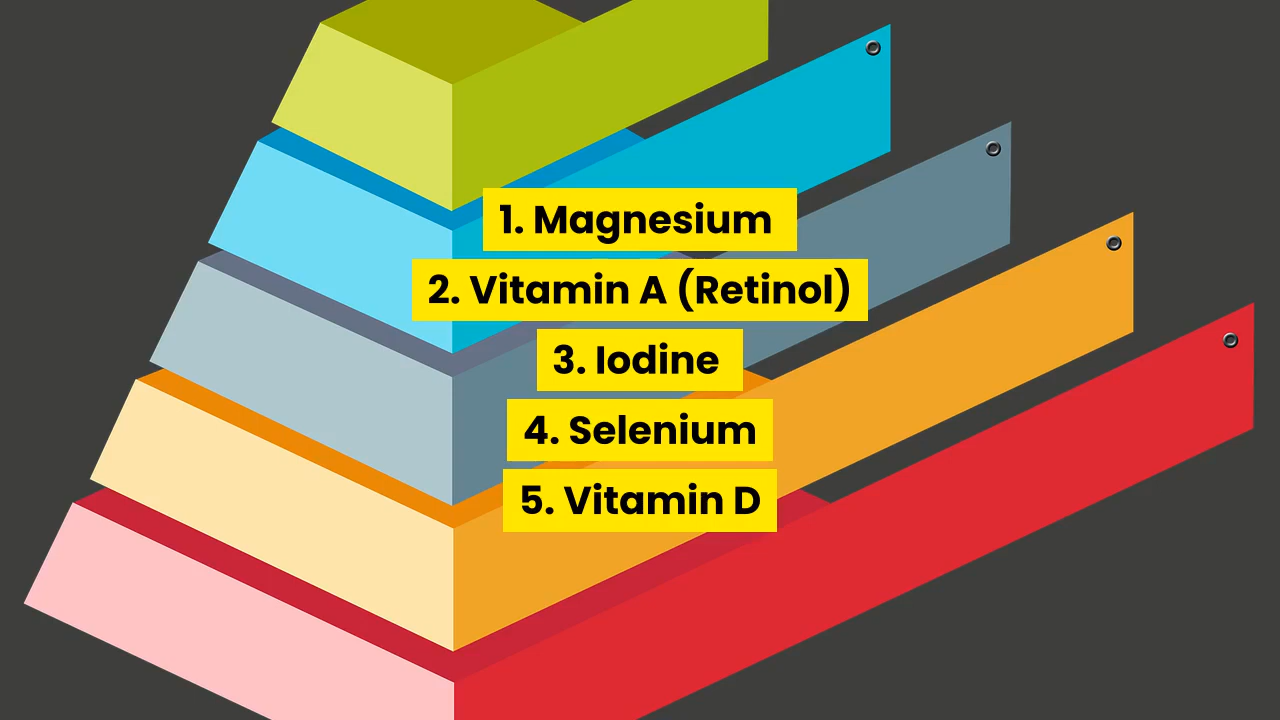 1. Magnesium
2. Vitamin A (Retinol)
3. Iodine
4. Selenium
5. Vitamin D